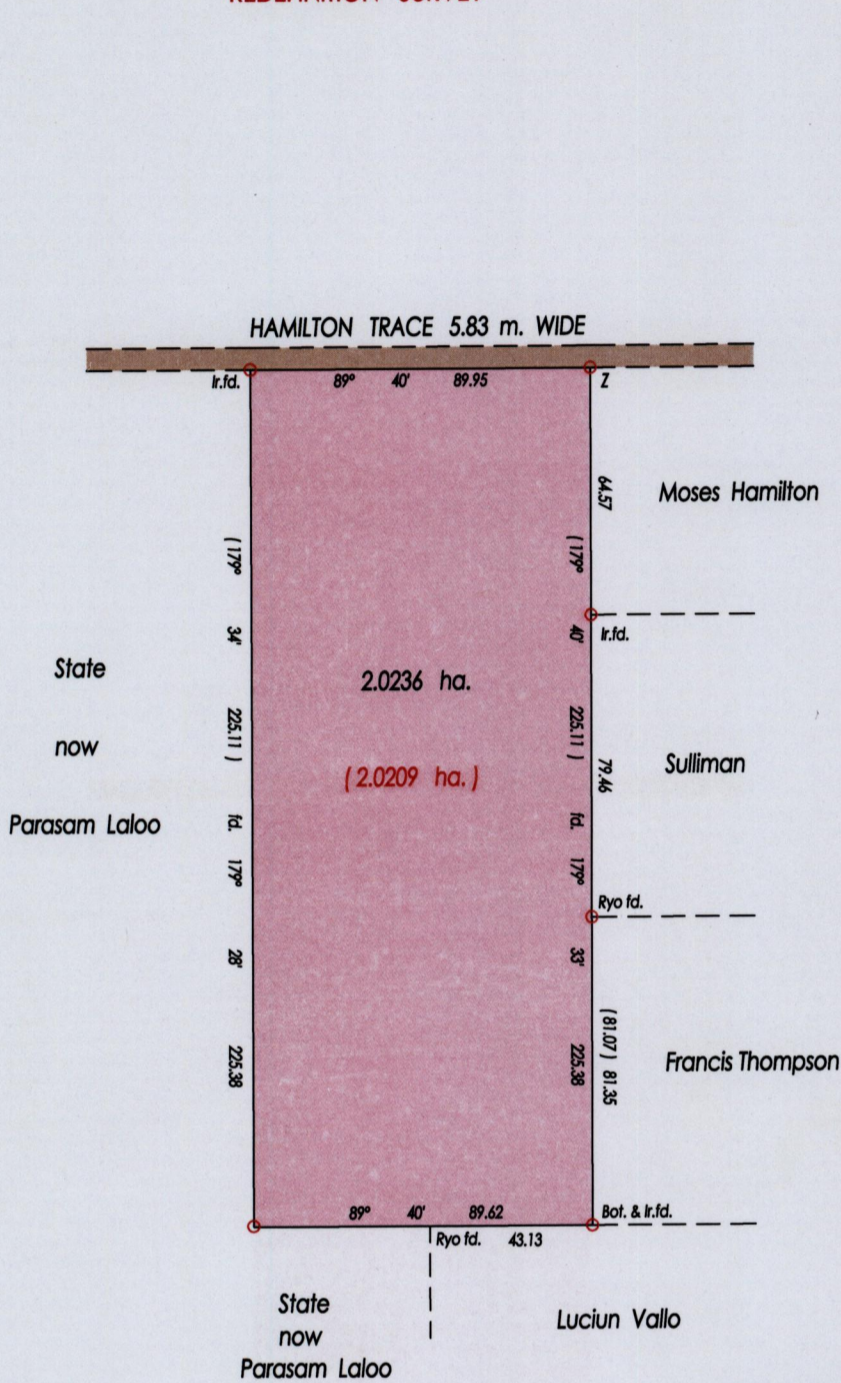 HAMILTON TRACE 5.83 m. WIDE
Ir.fd.
89° 40' 89.95
Z
64.57
Moses Hamilton
(179° 34' 225.11) fd. 179° 28' 225.38
(179° 40' 225.11) fd. 179° 33' 225.38
Ir.fd.
State
now
Parasam Laloo
2.0236 ha.
(2.0209 ha.)
79.46
Sulliman
Ryo fd.
(81.07) 81.35
Francis Thompson
89° 40' 89.62
Bot. & Ir.fd.
Ryo fd. 43.13
State
now
Parasam Laloo
Luciun Vallo